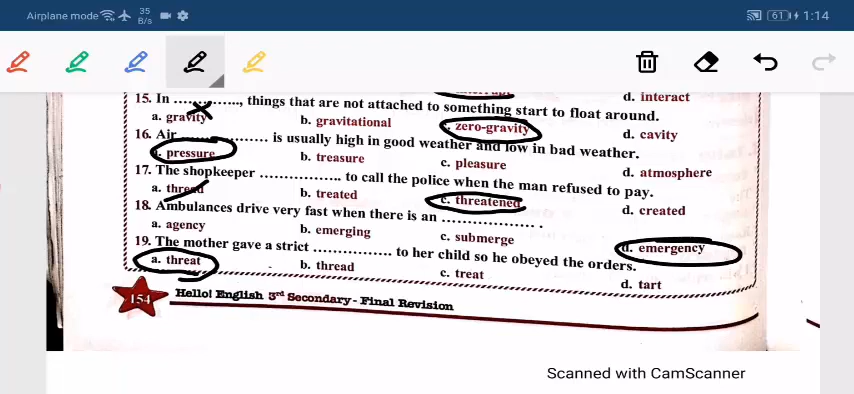 Airplane mode 35 B/s 61 1:14
d. interact
15. In ............., things that are not attached to something start to float around.
a. gravity b. gravitational c. zero-gravity d. cavity
16. Air ................ is usually high in good weather and low in bad weather.
a. pressure b. treasure c. pleasure d. atmosphere
17. The shopkeeper ................ to call the police when the man refused to pay.
a. thread b. treated c. threatened d. created
18. Ambulances drive very fast when there is an ................... .
a. agency b. emerging c. submerge d. emergency
19. The mother gave a strict ................ to her child so he obeyed the orders.
a. threat b. thread c. treat d. tart
154 Hello! English 3rd Secondary - Final Revision
Scanned with CamScanner